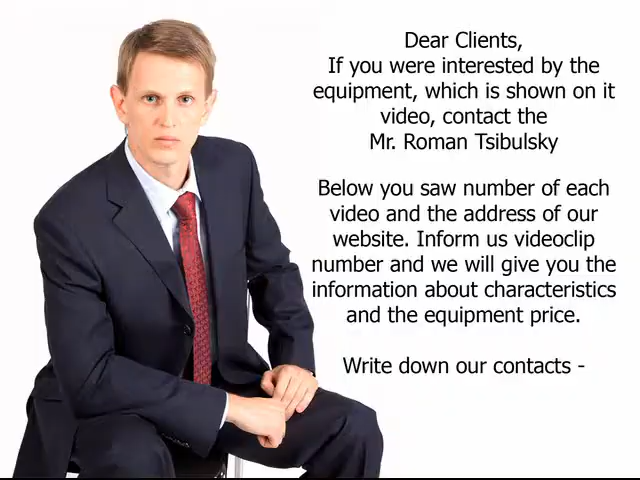 Dear Clients,
If you were interested by the
equipment, which is shown on it
video, contact the
Mr. Roman Tsibulsky
Below you saw number of each
video and the address of our
website. Inform us videoclip
number and we will give you the
information about characteristics
and the equipment price.
Write down our contacts -